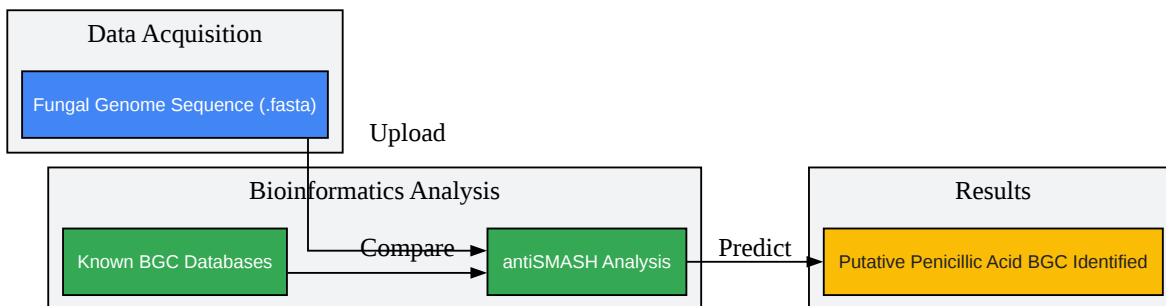 Data Acquisition
Fungal Genome Sequence (.fasta)
Upload
Bioinformatics Analysis
Known BGC Databases
Compare
antiSMASH Analysis
Predict
Results
Putative Penicillic Acid BGC Identified